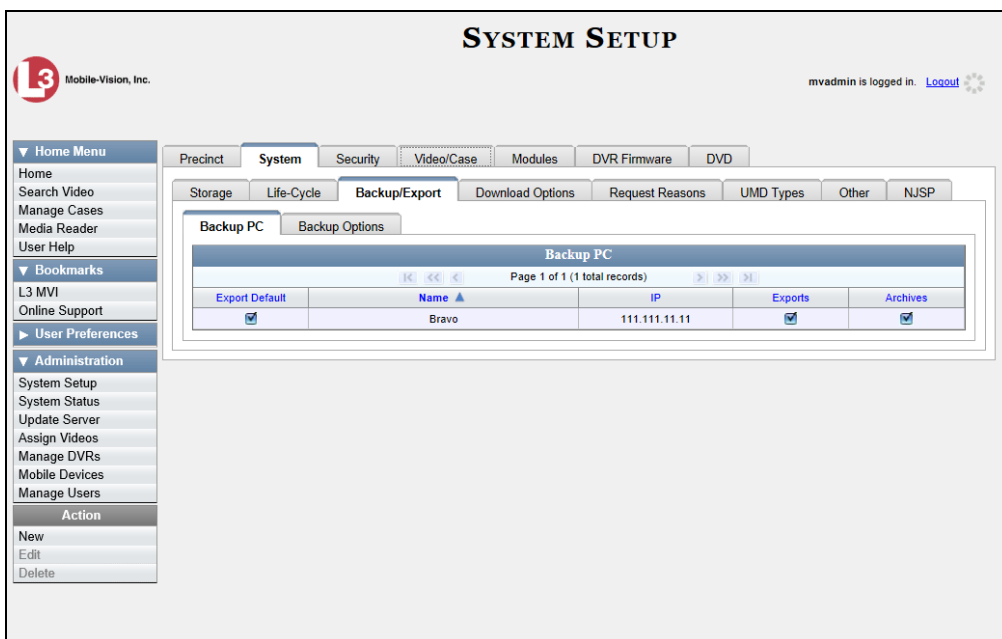 SYSTEM SETUP
L3 Mobile-Vision, Inc.
mvadmin is logged in. Logout
▼ Home Menu
Home
Search Video
Manage Cases
Media Reader
User Help
▼ Bookmarks
L3 MVI
Online Support
▶ User Preferences
▼ Administration
System Setup
System Status
Update Server
Assign Videos
Manage DVRs
Mobile Devices
Manage Users
Action
New
Edit
Delete
Precinct System Security Video/Case Modules DVR Firmware DVD
Storage Life-Cycle Backup/Export Download Options Request Reasons UMD Types Other NJSP
Backup PC Backup Options
Backup PC
Page 1 of 1 (1 total records)
Export Default Name ▲ IP Exports Archives
Bravo 111.111.11.11